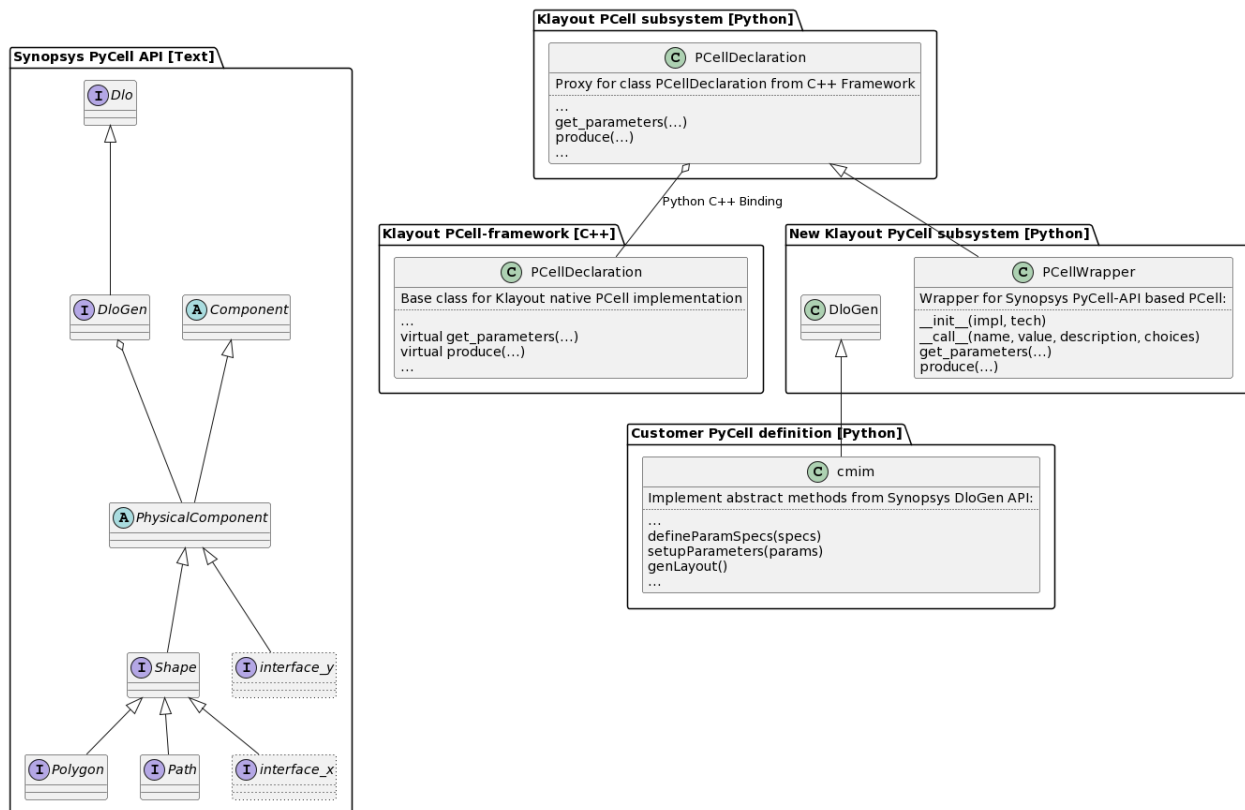 Synopsys PyCell API [Text]
I Dlo
I DloGen
A Component
A PhysicalComponent
I Shape
I interface_y
I Polygon
I Path
I interface_x
Klayout PCell subsystem [Python]
C PCellDeclaration
Proxy for class PCellDeclaration from C++ Framework
...
get_parameters(...)
produce(...)
...
Python C++ Binding
Klayout PCell-framework [C++]
C PCellDeclaration
Base class for Klayout native PCell implementation
...
virtual get_parameters(...)
virtual produce(...)
...
New Klayout PyCell subsystem [Python]
C DloGen
C PCellWrapper
Wrapper for Synopsys PyCell-API based PCell:
__init__(impl, tech)
__call__(name, value, description, choices)
get_parameters(...)
produce(...)
Customer PyCell definition [Python]
C cmim
Implement abstract methods from Synopsys DloGen API:
...
defineParamSpecs(specs)
setupParameters(params)
genLayout()
...